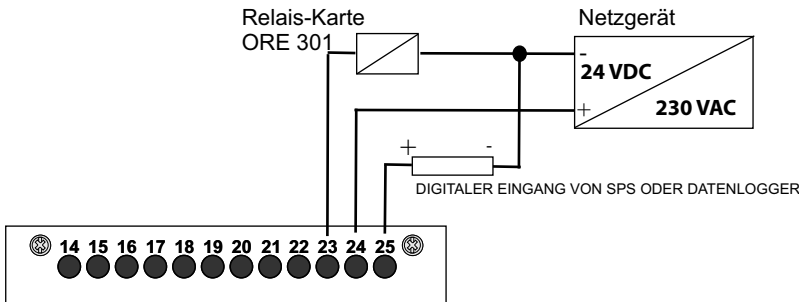 Relais-Karte
ORE 301
Netzgerät
-
24 VDC
+
230 VAC
+ -
DIGITALER EINGANG VON SPS ODER DATENLOGGER
14 15 16 17 18 19 20 21 22 23 24 25